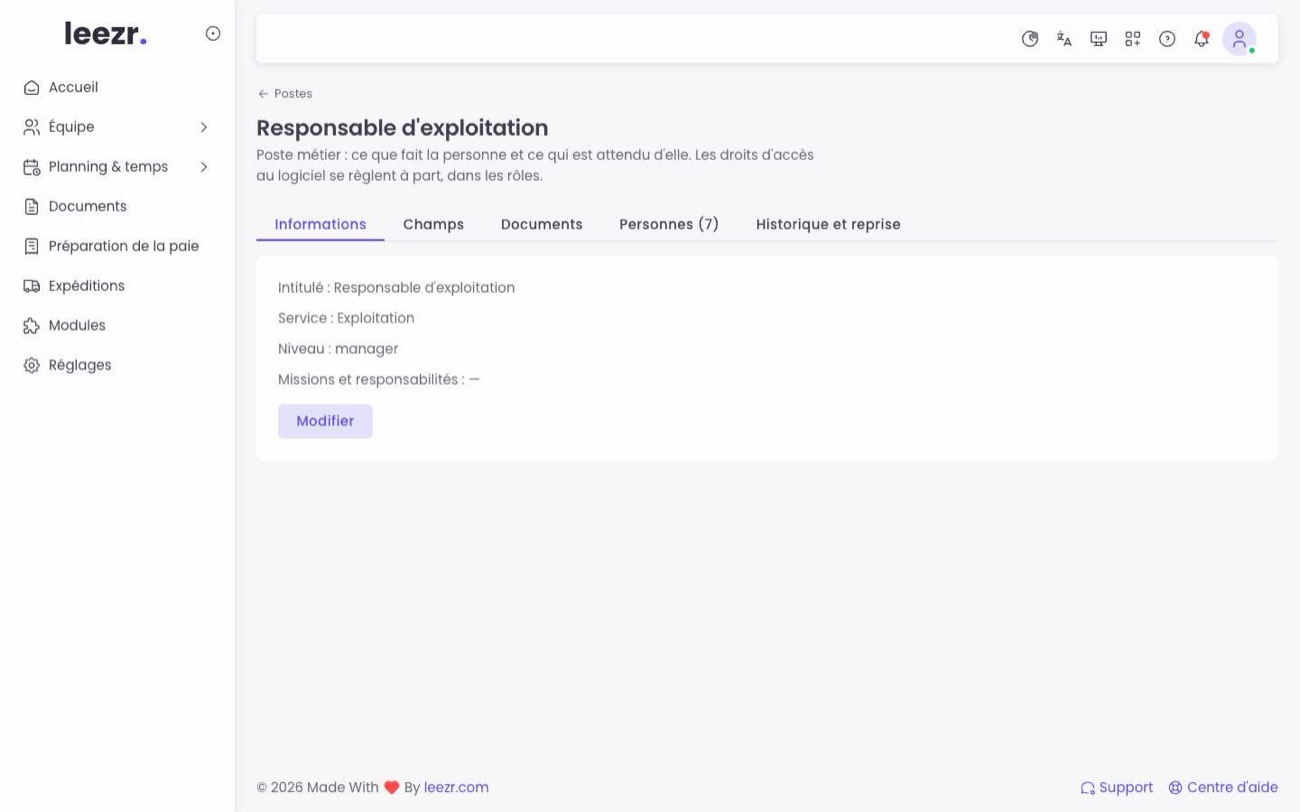 leezr.
Accueil
Équipe
Planning & temps
Documents
Préparation de la paie
Expéditions
Modules
Réglages
← Postes
Responsable d'exploitation
Poste métier : ce que fait la personne et ce qui est attendu d'elle. Les droits d'accès
au logiciel se règlent à part, dans les rôles.
Informations
Champs
Documents
Personnes (7)
Historique et reprise
Intitulé : Responsable d'exploitation
Service : Exploitation
Niveau : manager
Missions et responsabilités : —
Modifier
© 2026 Made With ❤ By leezr.com
Support
Centre d'aide